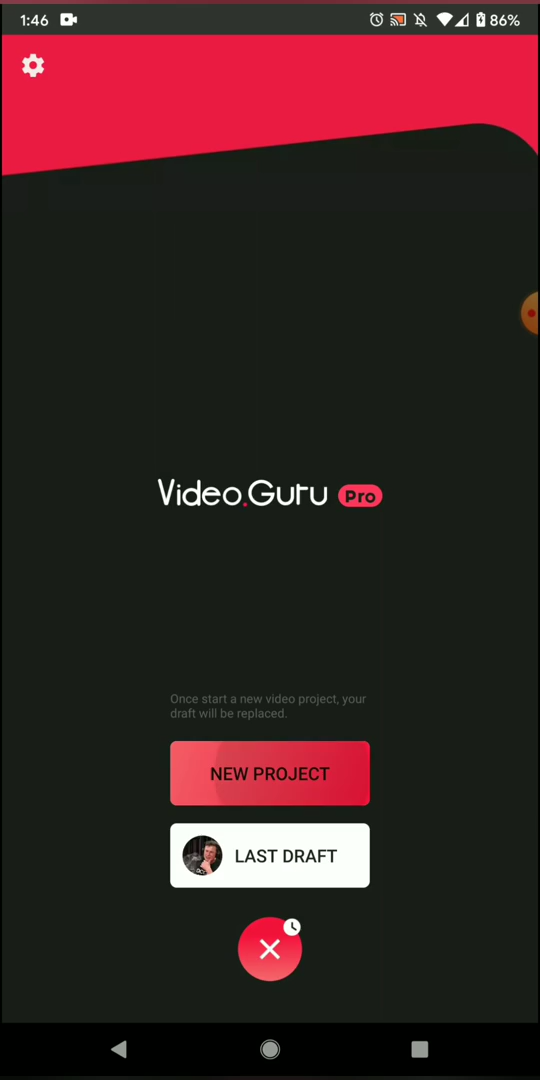 1:46
86%
Video.Guru Pro
Once start a new video project, your
draft will be replaced.
NEW PROJECT
LAST DRAFT